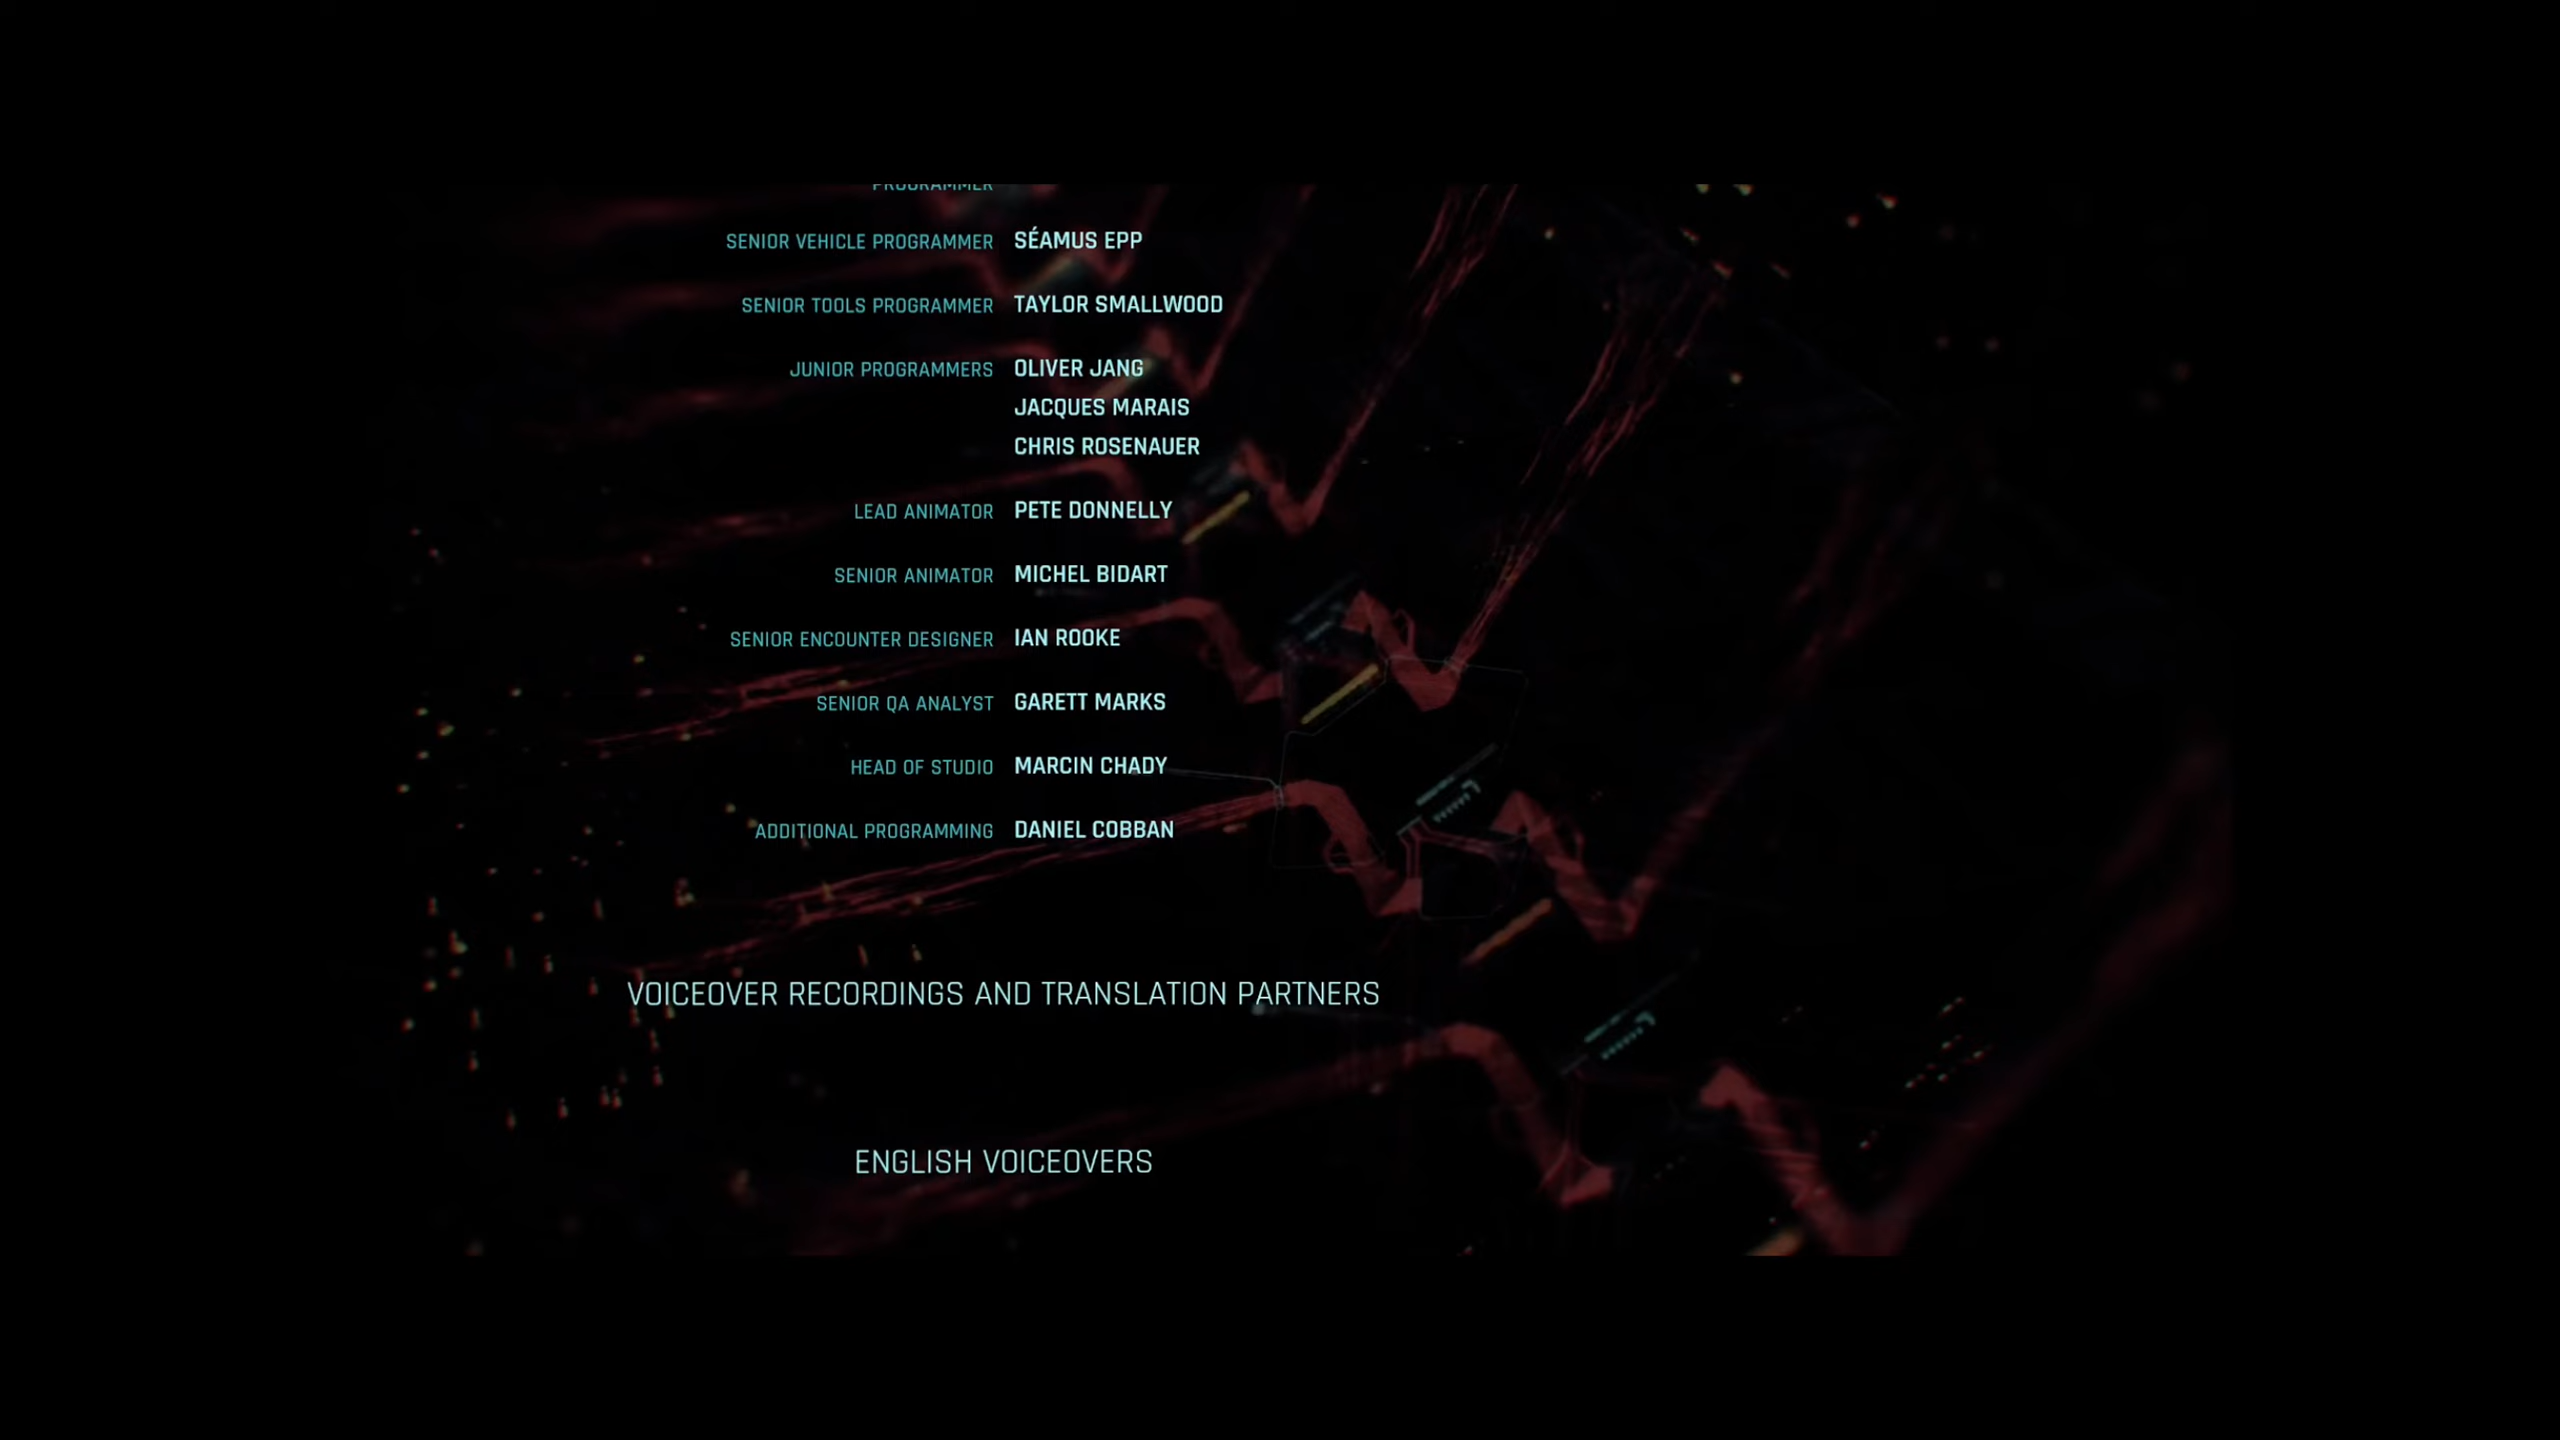 PROGRAMMER
SENIOR VEHICLE PROGRAMMER SÉAMUS EPP
SENIOR TOOLS PROGRAMMER TAYLOR SMALLWOOD
JUNIOR PROGRAMMERS OLIVER JANG
JACQUES MARAIS
CHRIS ROSENAUER
LEAD ANIMATOR PETE DONNELLY
SENIOR ANIMATOR MICHEL BIDART
SENIOR ENCOUNTER DESIGNER IAN ROOKE
SENIOR QA ANALYST GARETT MARKS
HEAD OF STUDIO MARCIN CHADY
ADDITIONAL PROGRAMMING DANIEL COBBAN
VOICEOVER RECORDINGS AND TRANSLATION PARTNERS
ENGLISH VOICEOVERS